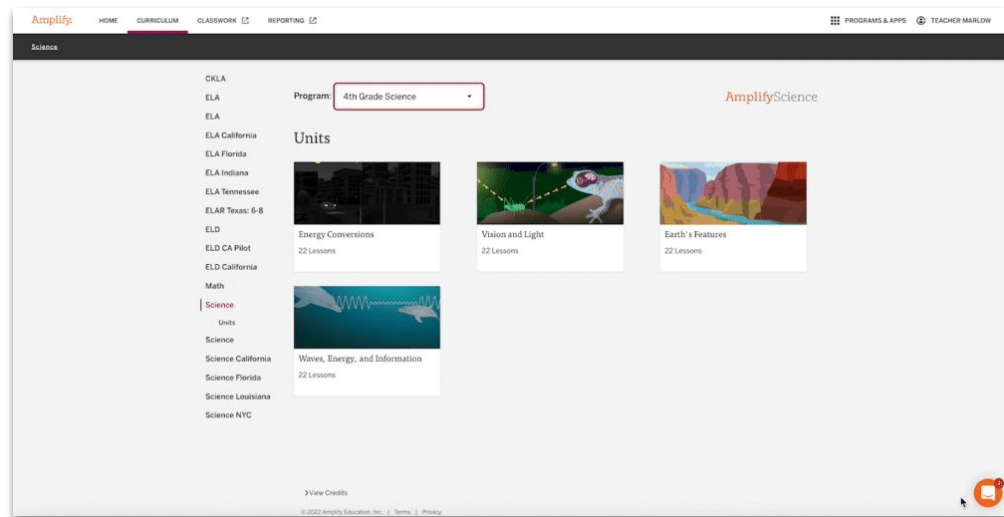 Amplify. HOME CURRICULUM CLASSWORK REPORTING PROGRAMS & APPS TEACHER MARLOW
Science
CKLA
ELA
ELA
ELA California
ELA Florida
ELA Indiana
ELA Tennessee
ELAR Texas: 6-8
ELD
ELD CA Pilot
ELD California
Math
Science
Units
Science
Science California
Science Florida
Science Louisiana
Science NYC
Program: 4th Grade Science
AmplifyScience
Units
Energy Conversions
22 Lessons
Vision and Light
22 Lessons
Earth's Features
22 Lessons
Waves, Energy, and Information
22 Lessons
View Credits
© 2022 Amplify Education, Inc. | Terms | Privacy